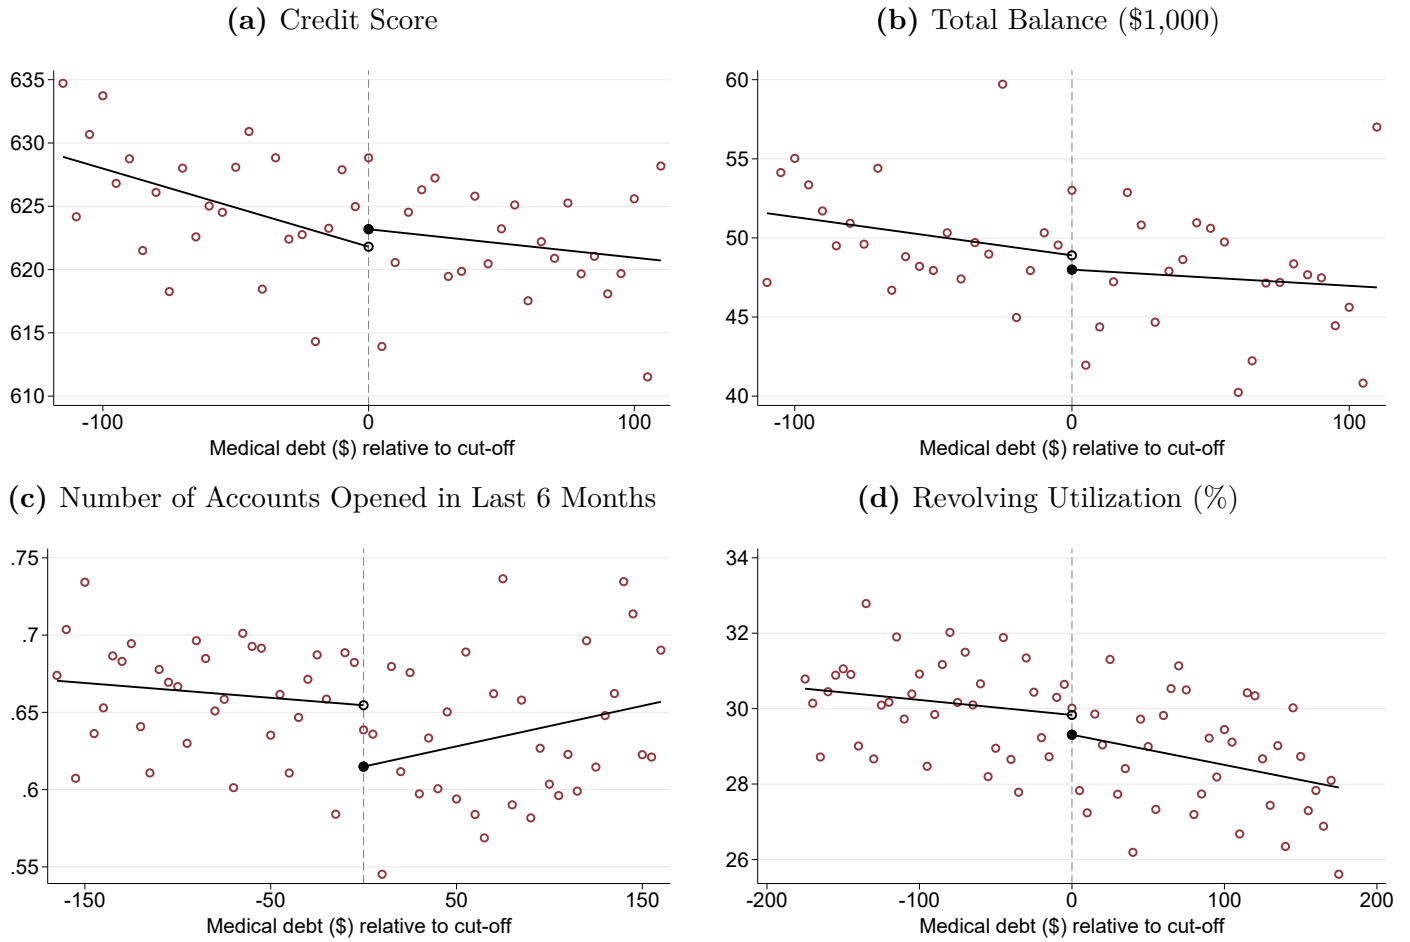 (a) Credit Score
635
630
625
620
615
610
-100 0 100
Medical debt ($) relative to cut-off
(b) Total Balance ($1,000)
60
55
50
45
40
-100 0 100
Medical debt ($) relative to cut-off
(c) Number of Accounts Opened in Last 6 Months
.75
.7
.65
.6
.55
-150 -50 50 150
Medical debt ($) relative to cut-off
(d) Revolving Utilization (%)
34
32
30
28
26
-200 -100 0 100 200
Medical debt ($) relative to cut-off